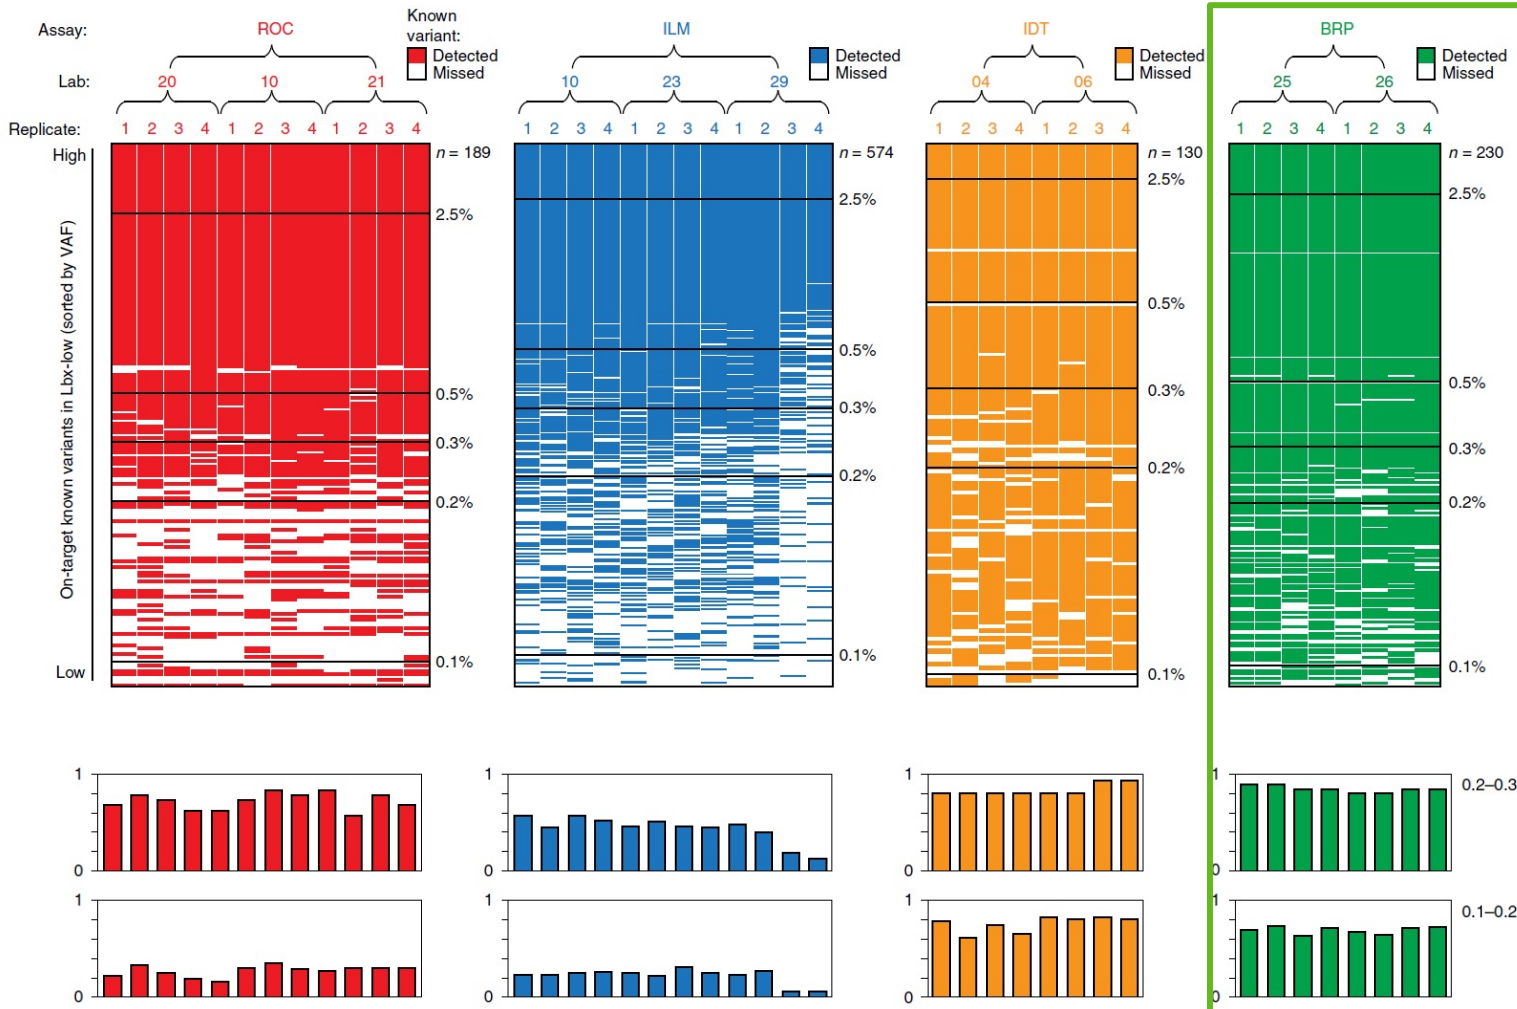 Assay:
ROC
Known
variant:
Detected
Missed
ILM
Detected
Missed
IDT
Detected
Missed
BRP
Detected
Missed
Lab:
20 10 21
10 23 29
04 06
25 26
Replicate:
1 2 3 4 1 2 3 4 1 2 3 4
1 2 3 4 1 2 3 4 1 2 3 4
1 2 3 4 1 2 3 4
1 2 3 4 1 2 3 4
On-target known variants in Lbx-low (sorted by VAF)
High
Low
n = 189
2.5%
0.5%
0.3%
0.2%
0.1%
n = 574
2.5%
0.5%
0.3%
0.2%
0.1%
n = 130
2.5%
0.5%
0.3%
0.2%
0.1%
n = 230
2.5%
0.5%
0.3%
0.2%
0.1%
1
0
1
0
1
0
1
0
0.2–0.3
1
0
1
0
1
0
1
0
0.1–0.2